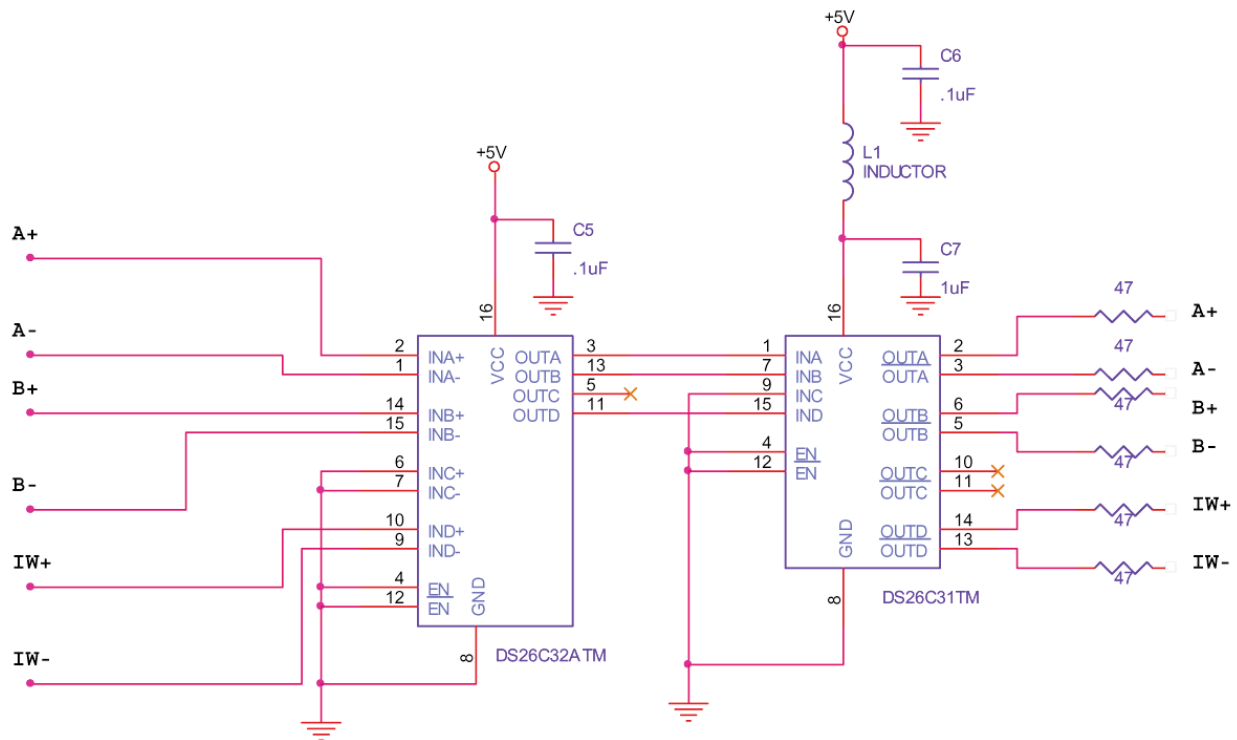 +5V
C6
.1uF
L1
INDUCTOR
+5V
C5
.1uF
C7
1uF
A+
A-
B+
B-
IW+
IW-
16
VCC
2 INA+
1 INA-
14 INB+
15 INB-
6 INC+
7 INC-
10 IND+
9 IND-
4 EN
12 EN
GND
8
OUTA 3
OUTB 13
OUTC 5
OUTD 11
DS26C32ATM
16
VCC
1 INA
7 INB
9 INC
15 IND
4 EN
12 EN
GND
8
OUTA 2
OUTA 3
OUTB 6
OUTB 5
OUTC 10
OUTC 11
OUTD 14
OUTD 13
DS26C31TM
47 A+
47 A-
47 B+
47 B-
47 IW+
47 IW-